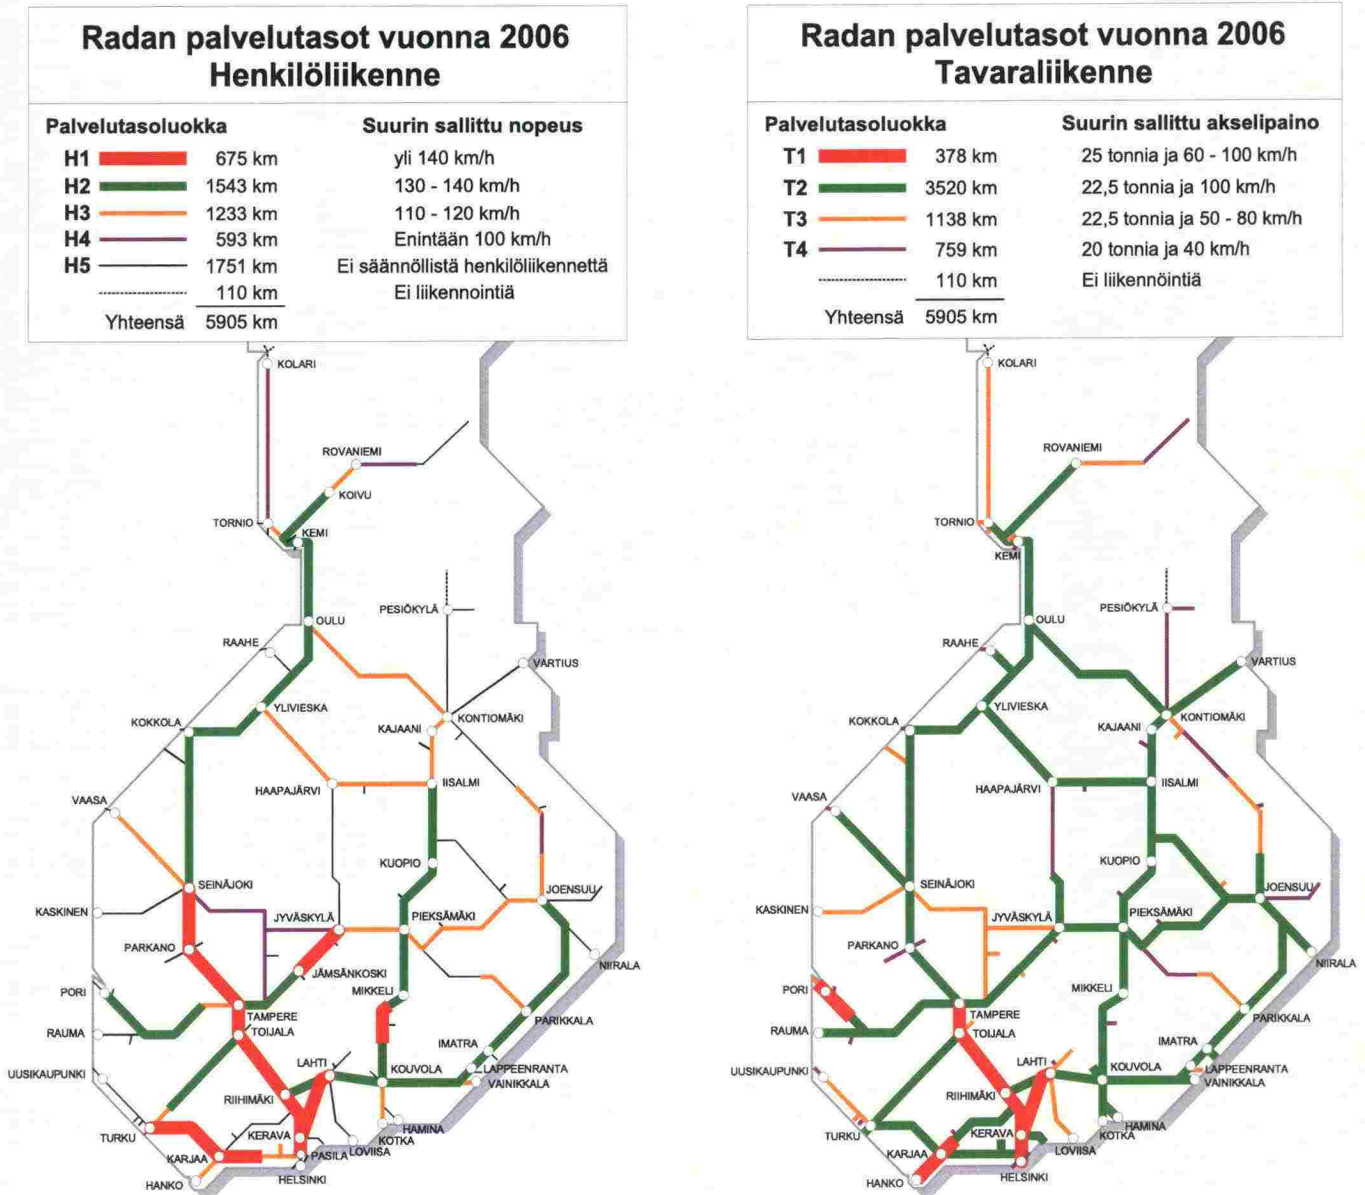 Radan palvelutasot vuonna 2006
Henkilöliikenne
Palvelutasoluokka Suurin sallittu nopeus
H1 675 km yli 140 km/h
H2 1543 km 130 - 140 km/h
H3 1233 km 110 - 120 km/h
H4 593 km Enintään 100 km/h
H5 1751 km Ei säännöllistä henkilöliikennettä
110 km Ei liikennointiä
Yhteensä 5905 km
KOLARI
ROVANIEMI
KOIVU
TORNIO
KEMI
PESIÖKYLÄ
OULU
RAAHE
VARTIUS
YLIVIESKA
KOKKOLA
KONTIOMÄKI
KAJAANI
HAAPAJÄRVI
IISALMI
VAASA
KUOPIO
SEINÄJOKI
JOENSUU
KASKINEN
JYVÄSKYLÄ
PIEKSÄMÄKI
PARKANO
NIIRALA
JÄMSÄNKOSKI
PORI
MIKKELI
TAMPERE
PARIKKALA
RAUMA
TOIJALA
IMATRA
LAHTI
KOUVOLA
LAPPEENRANTA
UUSIKAUPUNKI
VAINIKKALA
RIIHIMÄKI
TURKU
KERAVA
HAMINA
KOTKA
KARJAA
PASILA
LOVIISA
HELSINKI
HANKO
Radan palvelutasot vuonna 2006
Tavaraliikenne
Palvelutasoluokka Suurin sallittu akselipaino
T1 378 km 25 tonnia ja 60 - 100 km/h
T2 3520 km 22,5 tonnia ja 100 km/h
T3 1138 km 22,5 tonnia ja 50 - 80 km/h
T4 759 km 20 tonnia ja 40 km/h
110 km Ei liikennöintiä
Yhteensä 5905 km
KOLARI
ROVANIEMI
TORNIO
KEMI
PESIÖKYLÄ
OULU
RAAHE
VARTIUS
YLIVIESKA
KOKKOLA
KONTIOMÄKI
KAJAANI
HAAPAJÄRVI
IISALMI
VAASA
KUOPIO
SEINÄJOKI
JOENSUU
KASKINEN
JYVÄSKYLÄ
PIEKSÄMÄKI
PARKANO
NIIRALA
PORI
MIKKELI
TAMPERE
PARIKKALA
RAUMA
TOIJALA
IMATRA
LAHTI
KOUVOLA
LAPPEENRANTA
UUSIKAUPUNKI
VAINIKKALA
RIIHIMÄKI
TURKU
KERAVA
HAMINA
KOTKA
KARJAA
LOVIISA
HELSINKI
HANKO